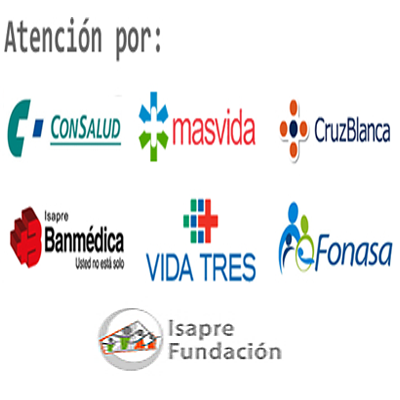 Atención por:
CONSALUD
masvida
CruzBlanca
Isapre
Banmédica
Usted no está solo
VIDA TRES
Fonasa
Isapre
Fundación